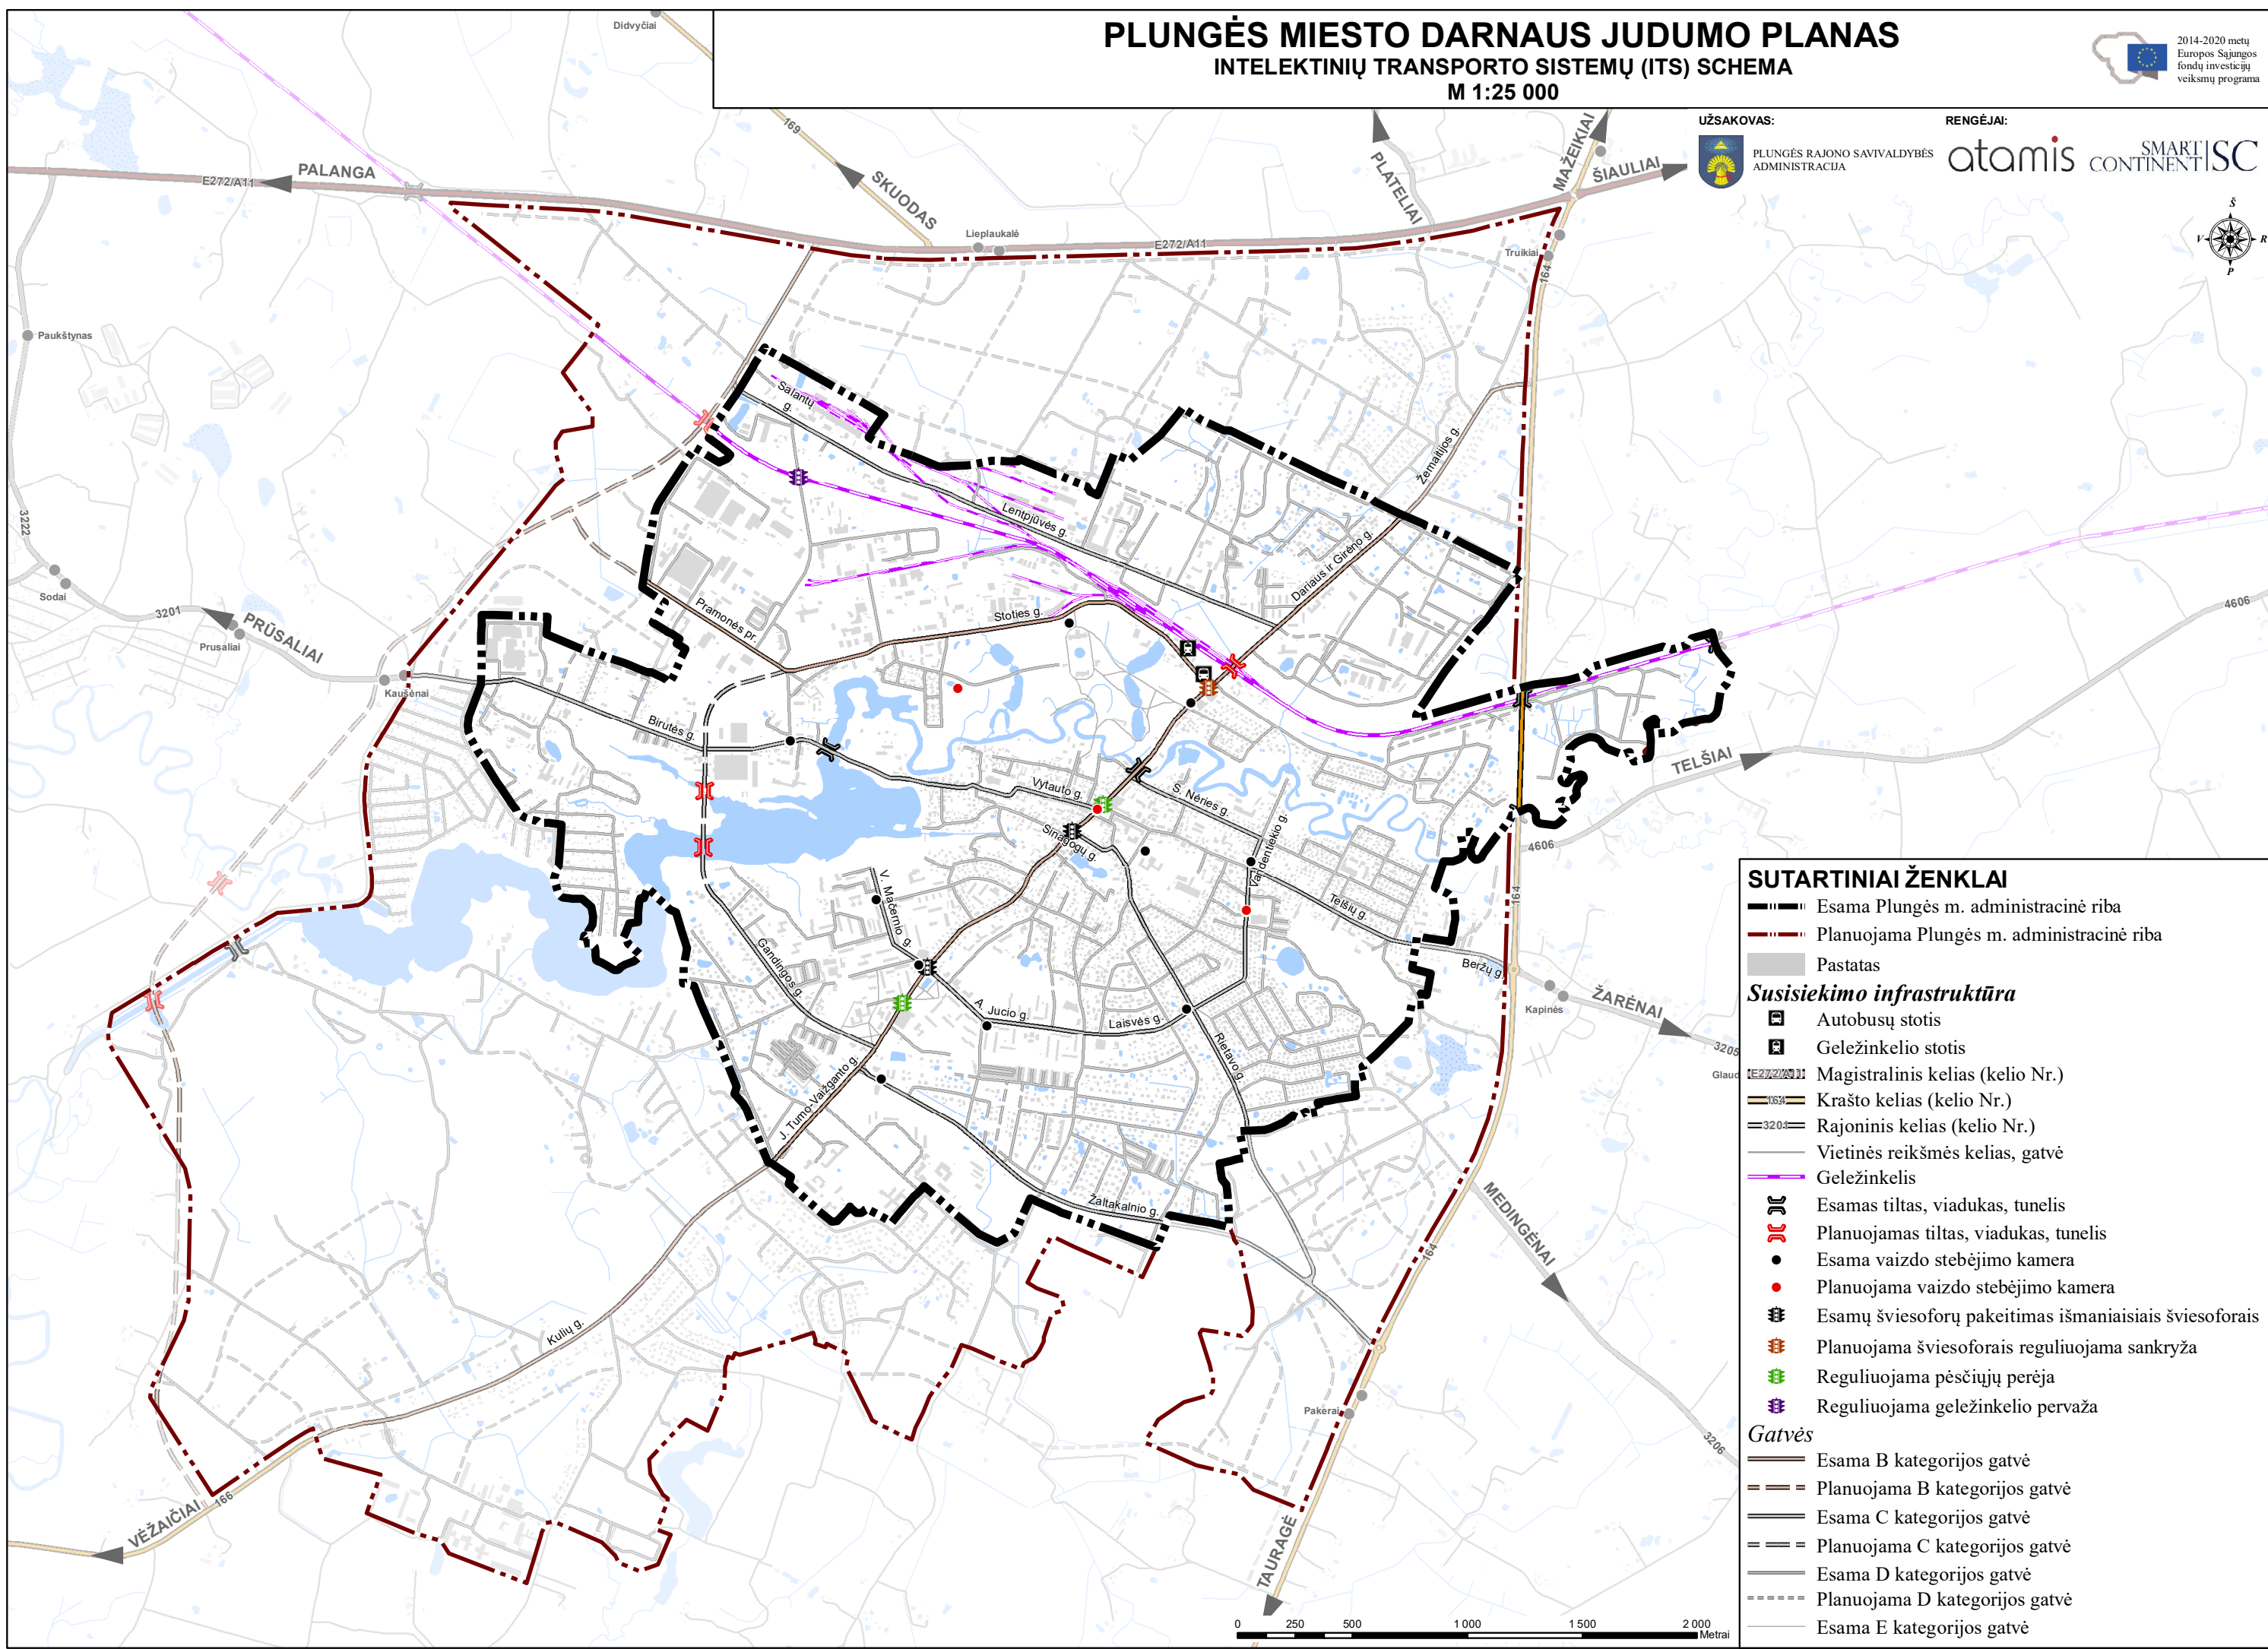 PLUNGĖS MIESTO DARNAUS JUDUMO PLANAS
INTELEKTINIŲ TRANSPORTO SISTEMŲ (ITS) SCHEMA
M 1:25 000
2014-2020 metų
Europos Sąjungos
fondų investicijų
veiksmų programa
UŽSAKOVAS:
PLUNGĖS RAJONO SAVIVALDYBĖS
ADMINISTRACIJA
RENGĖJAI:
atamis
SMART
CONTINENT
SC
Š
V
R
P
Didvyčiai
169
PALANGA
E272/A11
SKUODAS
PLATELIAI
MAŽEIKIAI
ŠIAULIAI
Lieplaukalė
E272/A11
Truikiai
164
Paukštynas
Salantų
g.
Žemaitijos g.
Lentpjūvės g.
Dariaus ir Girėno g.
3222
Sodai
3201
PRŪSALIAI
Prusaliai
Kaušėnai
Pramonės pr.
Stoties g.
4606
Birutės g.
TELŠIAI
Vytauto g.
S. Nėries g.
Sinagogų g.
Vandentiekio g.
4606
164
V. Mačernio g.
Telšių g.
Gandingos g.
Beržų g.
Kapinės
ŽARĖNAI
3205
A. Jucio g.
Laisvės g.
Rietavo g.
Glaud
J. Tumo-Vaižganto g.
Žaltakalnio g.
MEDINGĖNAI
164
Kulių g.
Pakerai
3206
VĖŽAIČIAI
166
TAURAGĖ
0
250
500
1 000
1 500
2 000
Metrai
SUTARTINIAI ŽENKLAI
Esama Plungės m. administracinė riba
Planuojama Plungės m. administracinė riba
Pastatas
Susisiekimo infrastruktūra
Autobusų stotis
Geležinkelio stotis
Magistralinis kelias (kelio Nr.)
164 Krašto kelias (kelio Nr.)
3204 Rajoninis kelias (kelio Nr.)
Vietinės reikšmės kelias, gatvė
Geležinkelis
Esamas tiltas, viadukas, tunelis
Planuojamas tiltas, viadukas, tunelis
Esama vaizdo stebėjimo kamera
Planuojama vaizdo stebėjimo kamera
Esamų šviesoforų pakeitimas išmaniaisiais šviesoforais
Planuojama šviesoforais reguliuojama sankryža
Reguliuojama pėsčiųjų perėja
Reguliuojama geležinkelio pervaža
Gatvės
Esama B kategorijos gatvė
Planuojama B kategorijos gatvė
Esama C kategorijos gatvė
Planuojama C kategorijos gatvė
Esama D kategorijos gatvė
Planuojama D kategorijos gatvė
Esama E kategorijos gatvė